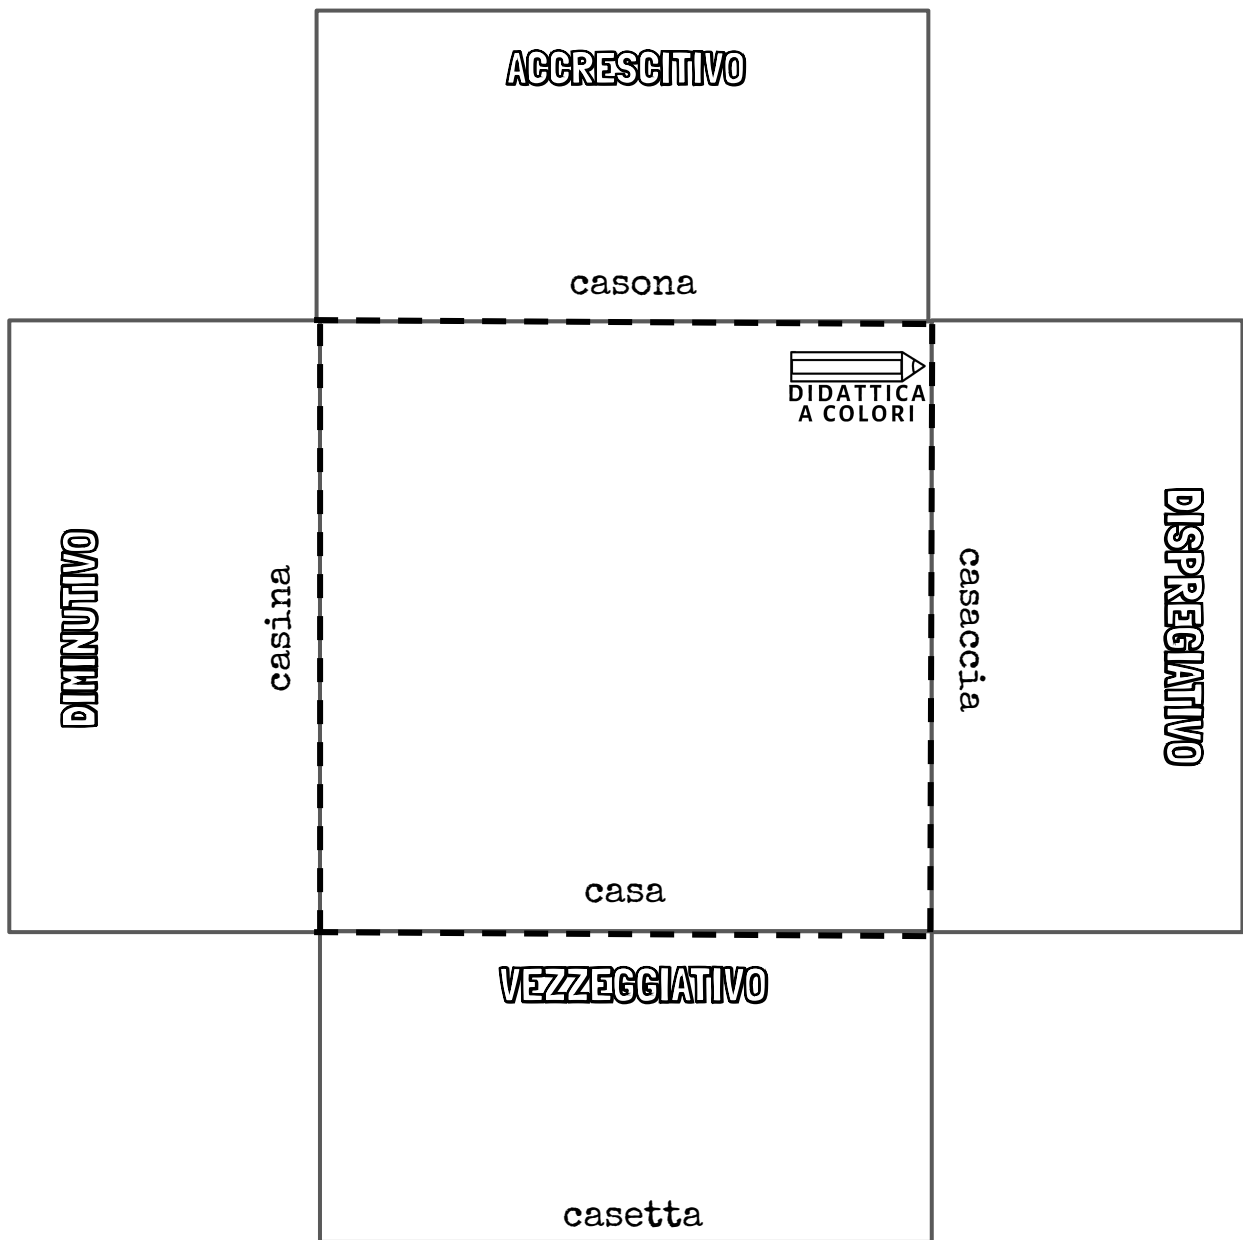 ACCRESCITIVO
casona
DIDATTICA
A COLORI
DIMINUTIVO
casina
casaccia
DISPREGIATIVO
casa
VEZZEGGIATIVO
casetta